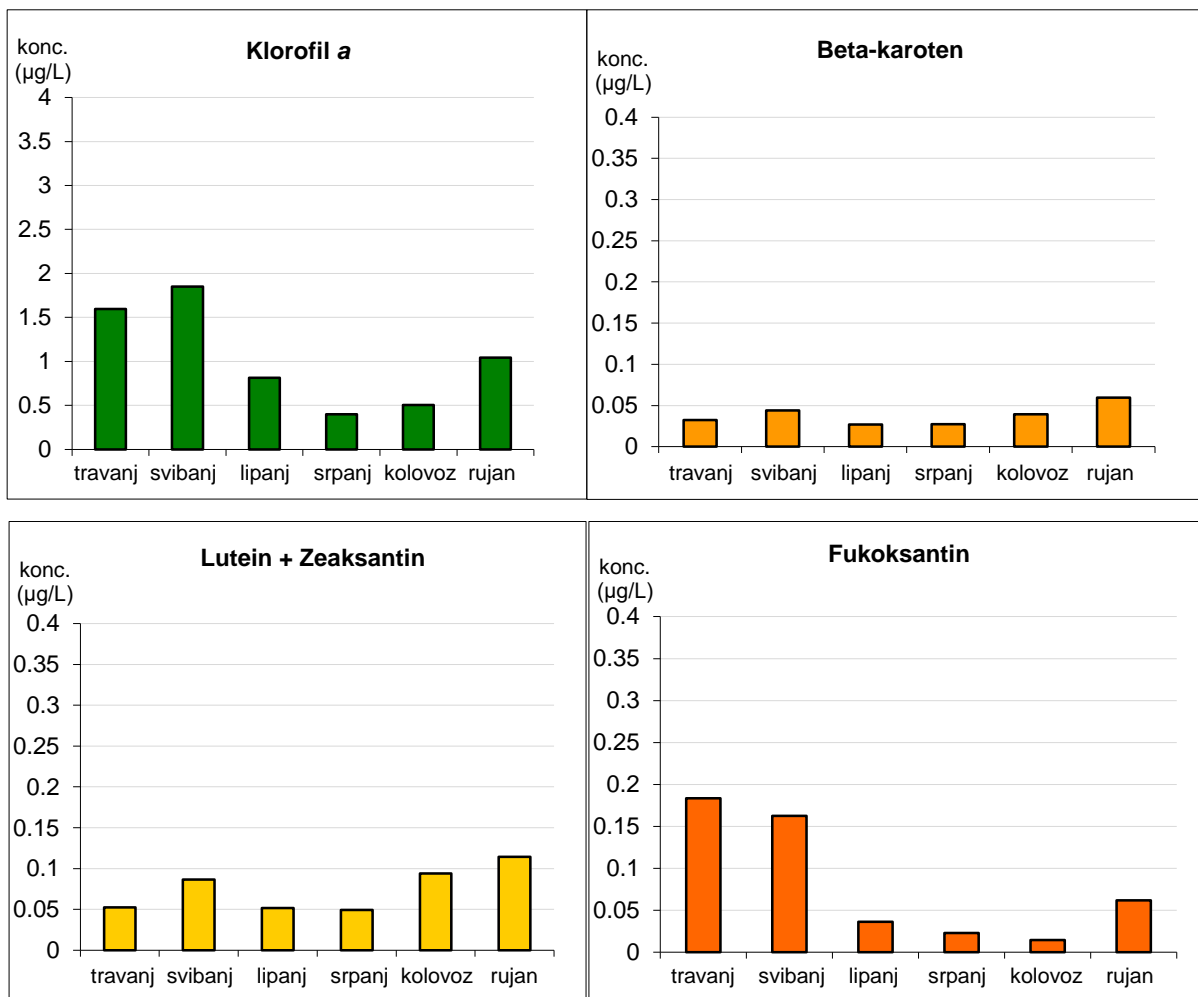 Klorofil a
konc.
(µg/L)
4
3.5
3
2.5
2
1.5
1
0.5
0
travanj svibanj lipanj srpanj kolovoz rujan
Beta-karoten
konc.
(µg/L)
0.4
0.35
0.3
0.25
0.2
0.15
0.1
0.05
0
travanj svibanj lipanj srpanj kolovoz rujan
Lutein + Zeaksantin
konc.
(µg/L)
0.4
0.35
0.3
0.25
0.2
0.15
0.1
0.05
0
travanj svibanj lipanj srpanj kolovoz rujan
Fukoksantin
konc.
(µg/L)
0.4
0.35
0.3
0.25
0.2
0.15
0.1
0.05
0
travanj svibanj lipanj srpanj kolovoz rujan